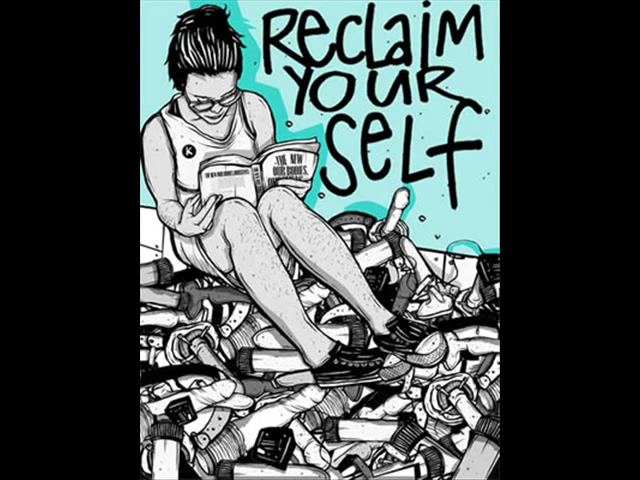 RECLAIM
YOUR
SELF
K
THE NEW
OUR BODIES,